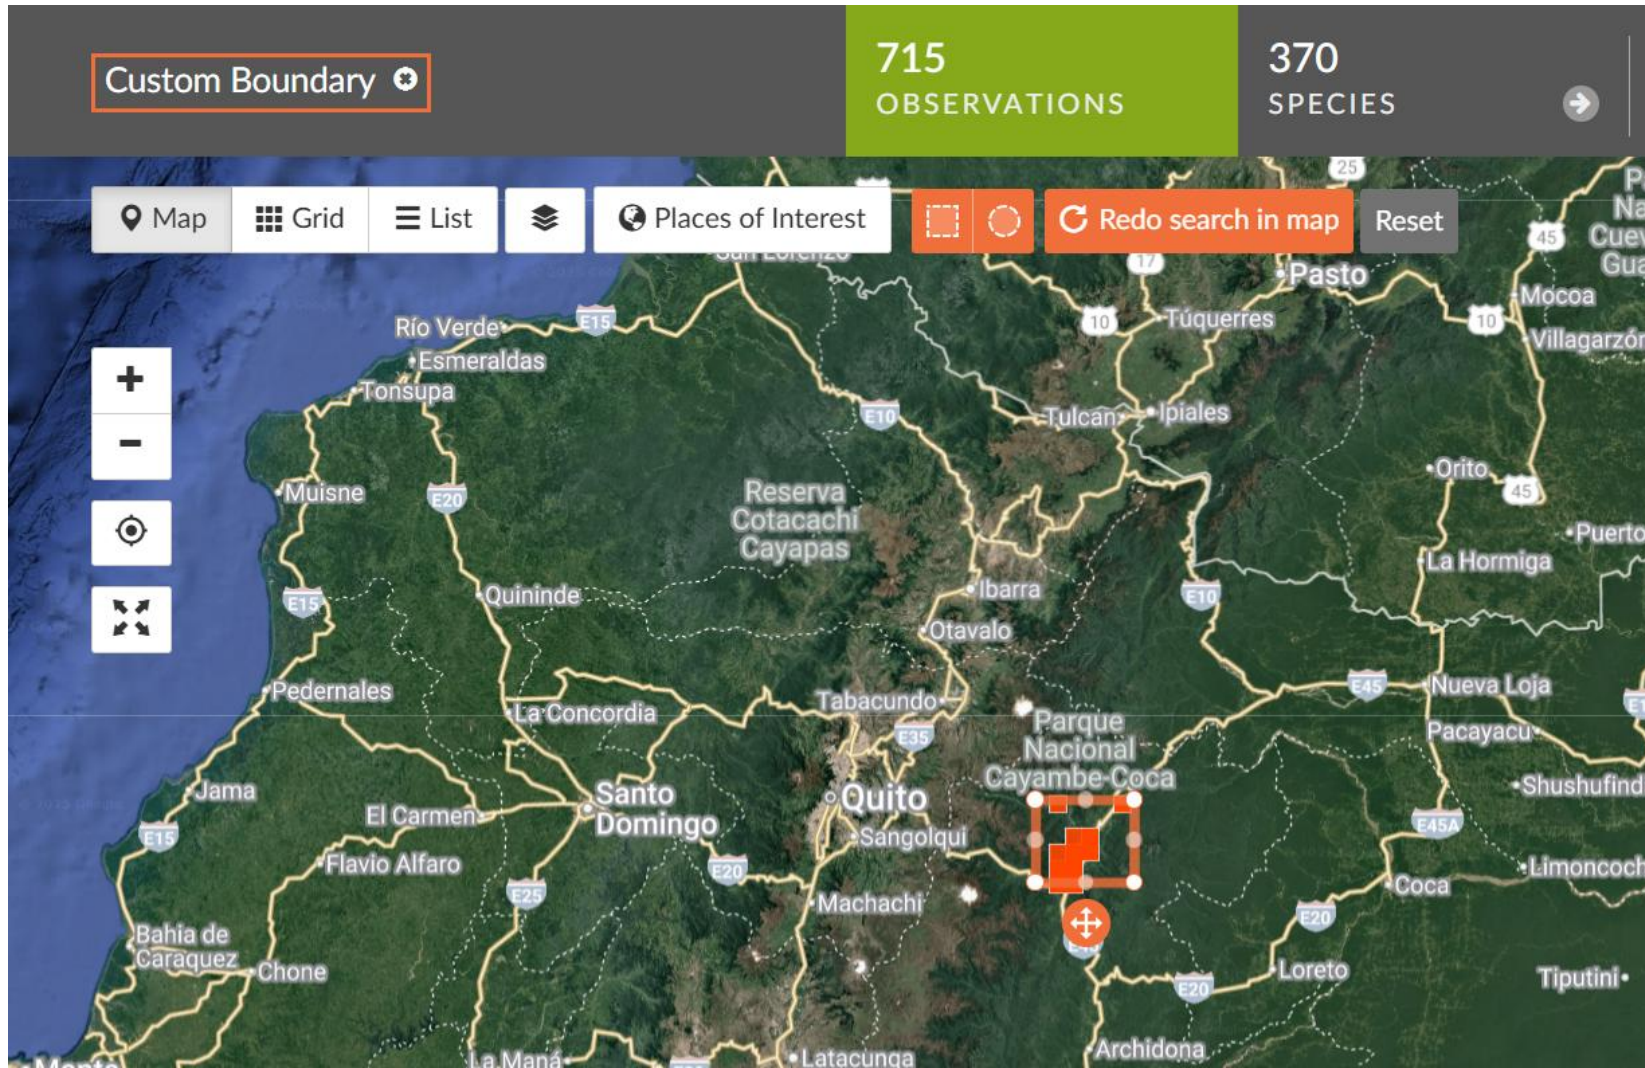 Custom Boundary
715
OBSERVATIONS
370
SPECIES
Map
Grid
List
Places of Interest
Redo search in map
Reset
25
45
17
Pasto
Mocoa
Río Verde
E15
10
Túquerres
10
Villagarzón
Esmeraldas
Tonsupa
E10
Tulcan
Ipiales
Orito
Muisne
E20
Reserva
Cotacachi
Cayapas
45
La Hormiga
Puerto
E15
Quininde
Ibarra
E10
Otavalo
Pedernales
Tabacundo
E45
Nueva Loja
La Concordia
E35
Parque
Nacional
Cayambe-Coca
Pacayacu
Jama
Santo
Domingo
Quito
Shushufind
E15
El Carmen
Sangolqui
E45A
Flavio Alfaro
E20
Limoncoch
E25
Machachi
Coca
Bahia de
Caraquez
Chone
E20
Loreto
E20
Tiputini
La Maná
Latacunga
Archidona